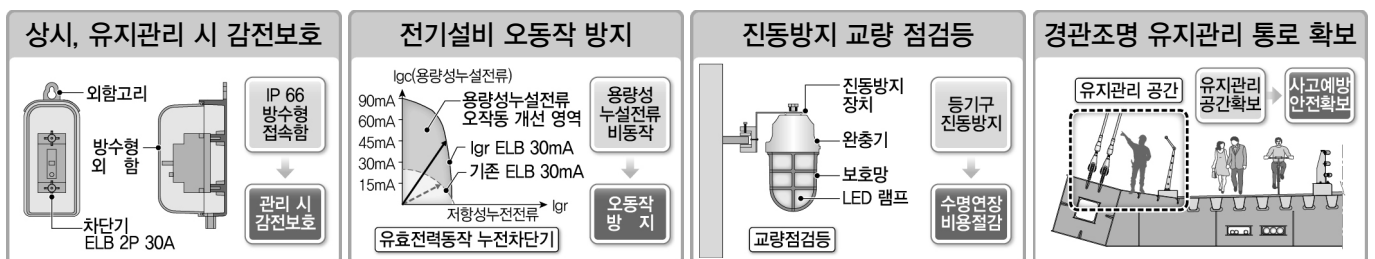 상시, 유지관리 시 감전보호
외함고리
방수형
외 함
차단기
ELB 2P 30A
IP 66
방수형
접속함
관리 시
감전보호
전기설비 오동작 방지
Igc(용량성누설전류)
90mA
60mA
45mA
30mA
15mA
용량성누설전류
오작동 개선 영역
Igr ELB 30mA
기존 ELB 30mA
저항성누전전류
Igr
유효전력동작 누전차단기
용량성
누설전류
비동작
오동작
방 지
진동방지 교량 점검등
진동방지
장치
완충기
보호망
LED 램프
교량점검등
등기구
진동방지
수명연장
비용절감
경관조명 유지관리 통로 확보
유지관리 공간
유지관리
공간확보
사고예방
안전확보